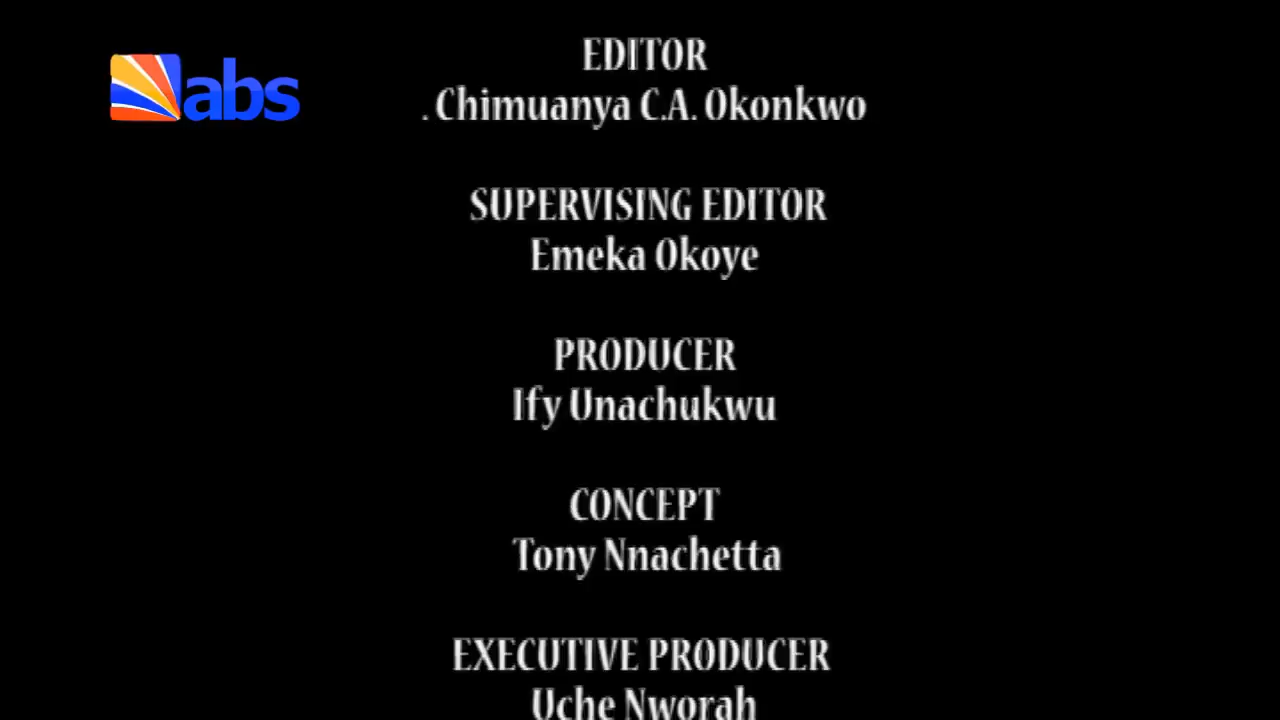 abs
EDITOR
. Chimuanya C.A. Okonkwo
SUPERVISING EDITOR
Emeka Okoye
PRODUCER
Ify Unachukwu
CONCEPT
Tony Nnachetta
EXECUTIVE PRODUCER
Uche Nworah